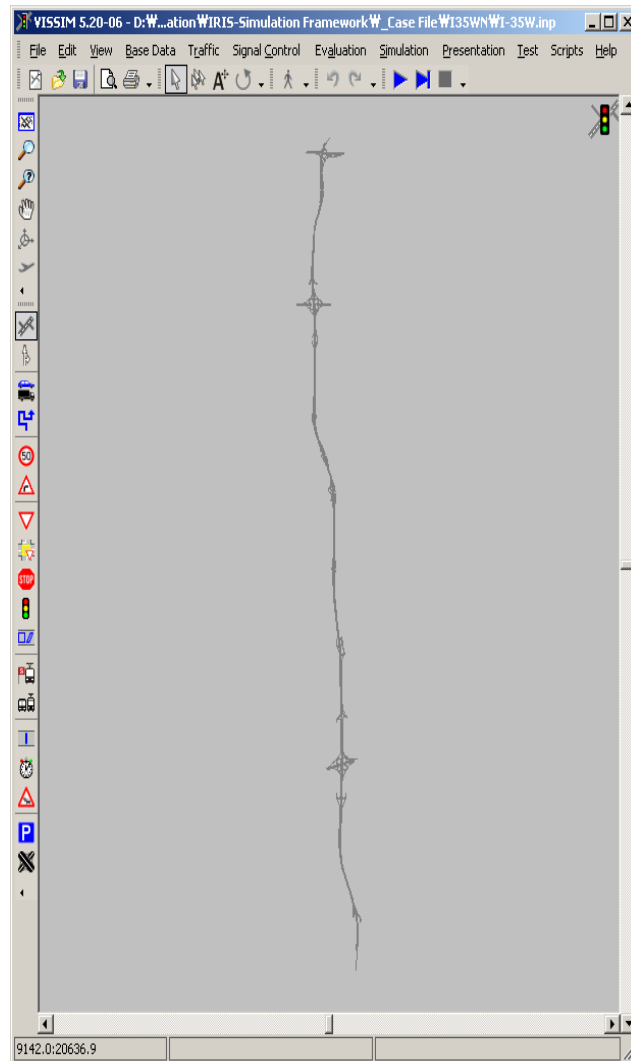 VISSIM 5.20-06 - D:₩...ation₩IRIS-Simulation Framework₩_Case File₩I35WN₩I-35W.inp
File Edit View Base Data Traffic Signal Control Evaluation Simulation Presentation Test Scripts Help
A
50
STOP
P
9142.0:20636.9